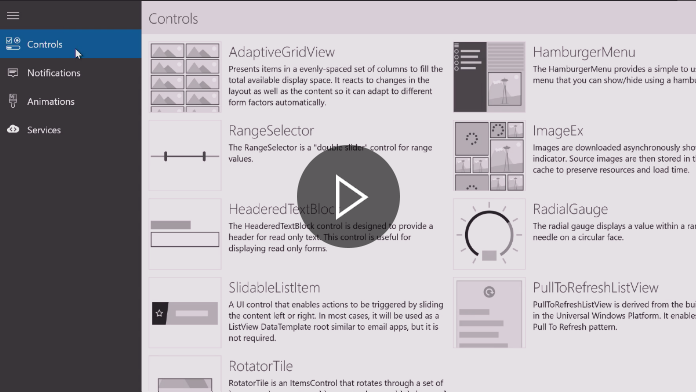 Controls
Controls
Notifications
Animations
Services
AdaptiveGridView
Presents items in a evenly-spaced set of columns to fill the
total available display space. It reacts to changes in the
layout as well as the content so it can adapt to different
form factors automatically.
HamburgerMenu
The HamburgerMenu provides a simple to u
menu that you can show/hide using a hambu
RangeSelector
The RangeSelector is a "double slider" control for range
values.
ImageEx
Images are downloaded asynchronously sho
indicator. Source images are then stored in t
cache to preserve resources and load time.
HeaderedTextBlock
The HeaderedTextBlock control is designed to provide a
header for read only text. This control is useful for
displaying read only forms.
RadialGauge
The radial gauge displays a value within a ra
needle on a circular face.
SlidableListItem
A UI control that enables actions to be triggered by sliding
the content left or right. In most cases, it will be used as a
ListView DataTemplate root similar to email apps, but it is
not required.
PullToRefreshListView
PullToRefreshListView is derived from the bui
in the Universal Windows Platform. It enables
Pull To Refresh pattern.
RotatorTile
RotatorTile is an ItemsControl that rotates through a set of